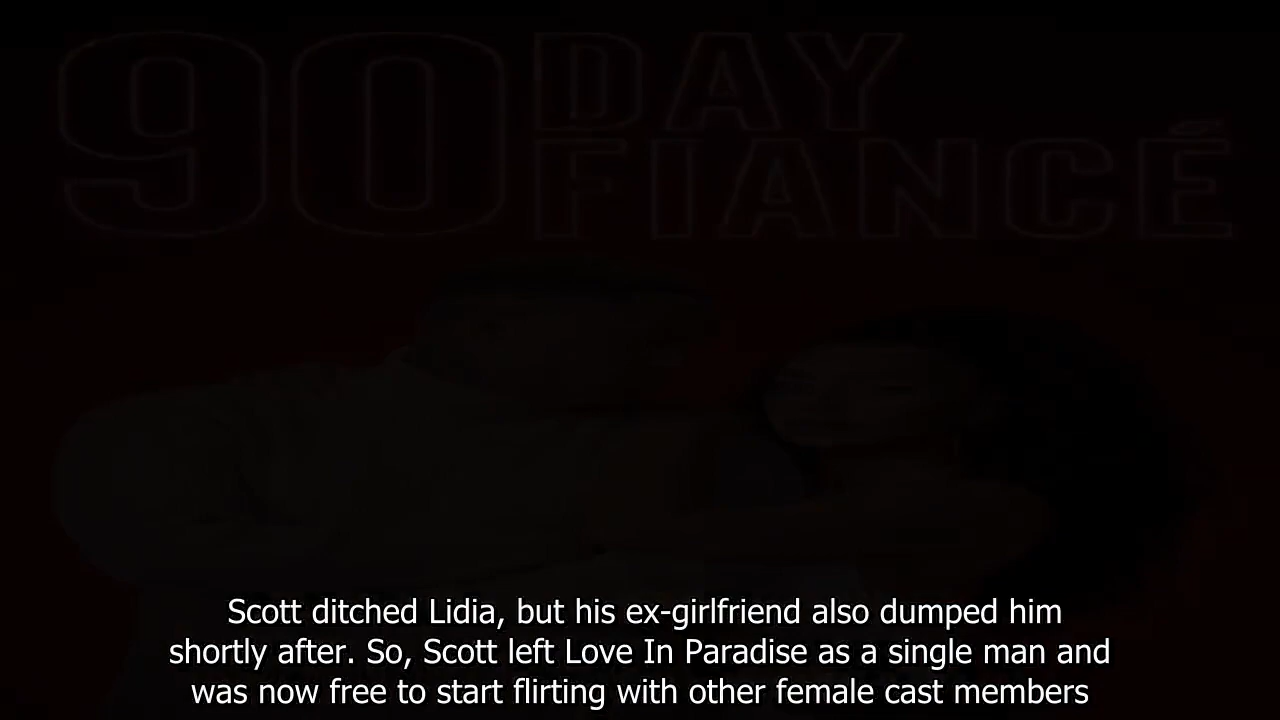 90 DAY
FIANCÉ
Scott ditched Lidia, but his ex-girlfriend also dumped him
shortly after. So, Scott left Love In Paradise as a single man and
was now free to start flirting with other female cast members